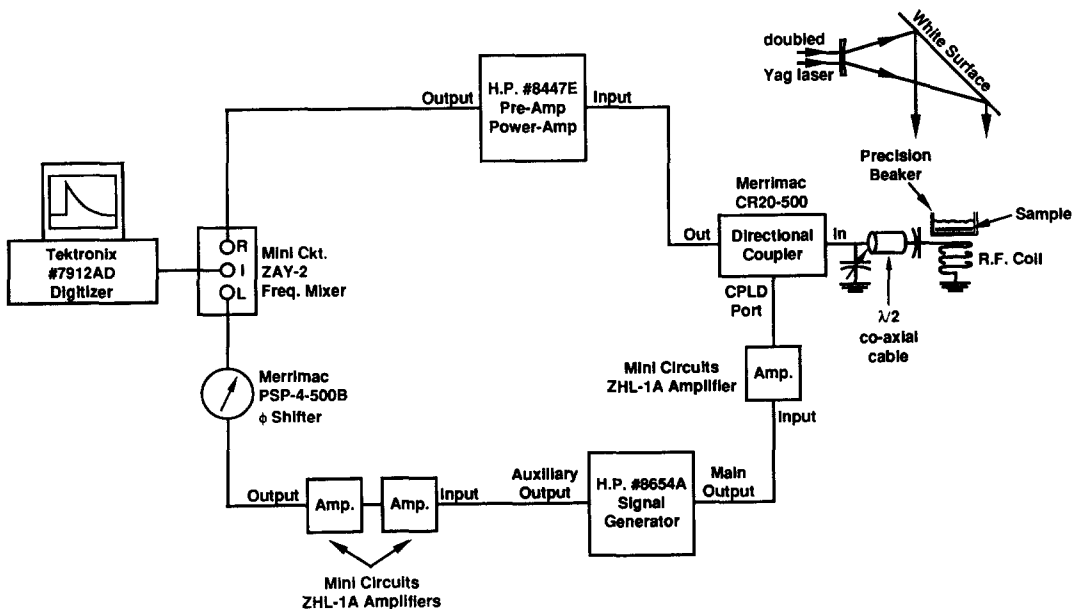 doubled
Yag laser
White Surface
Output
H.P. #8447E
Pre-Amp
Power-Amp
Input
Precision
Beaker
Sample
R.F. Coil
λ/2
co-axial
cable
Merrimac
CR20-500
Out
Directional
Coupler
In
CPLD
Port
Tektronix
#7912AD
Digitizer
R
I
L
Mini Ckt.
ZAY-2
Freq. Mixer
Mini Circuits
ZHL-1A Amplifier
Amp.
Input
Merrimac
PSP-4-500B
ϕ Shifter
Output
Amp.
Amp.
Input
Auxiliary
Output
H.P. #8654A
Signal
Generator
Main
Output
Mini Circuits
ZHL-1A Amplifiers